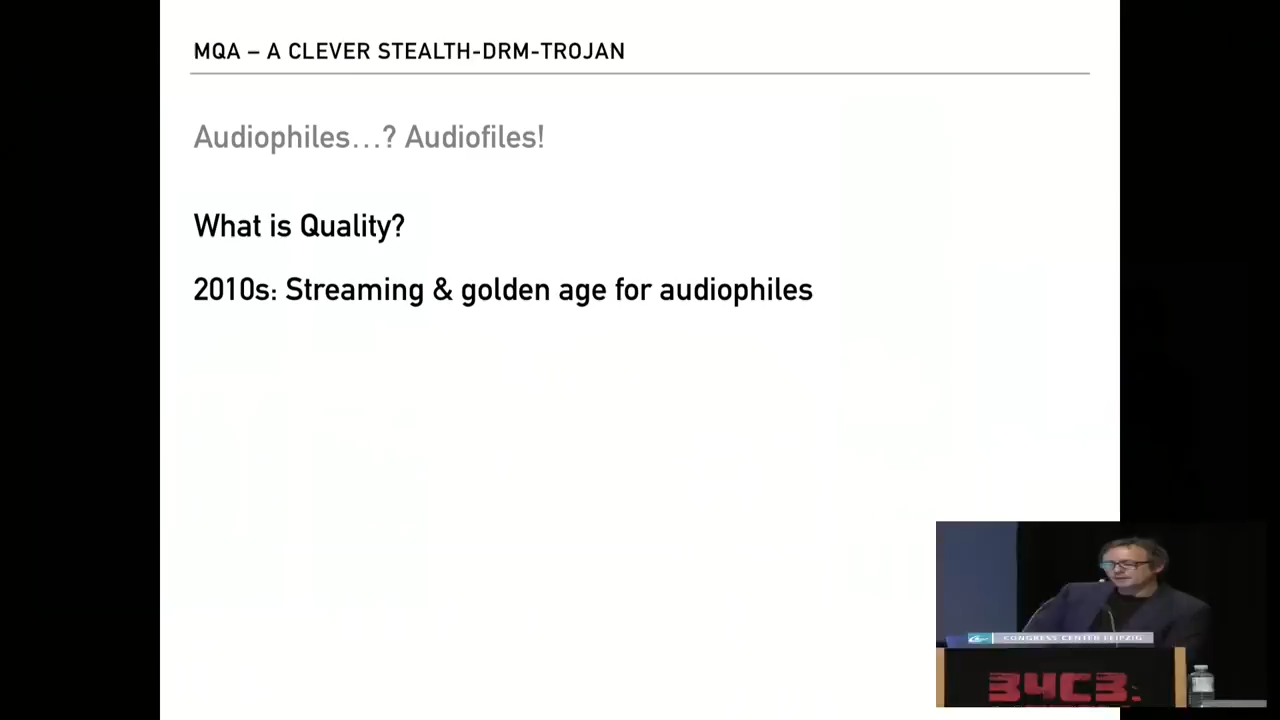 MQA – A CLEVER STEALTH-DRM-TROJAN
Audiophiles…? Audiofiles!
What is Quality?
2010s: Streaming & golden age for audiophiles
CONGRESS CENTER LEIPZIG
34C3.